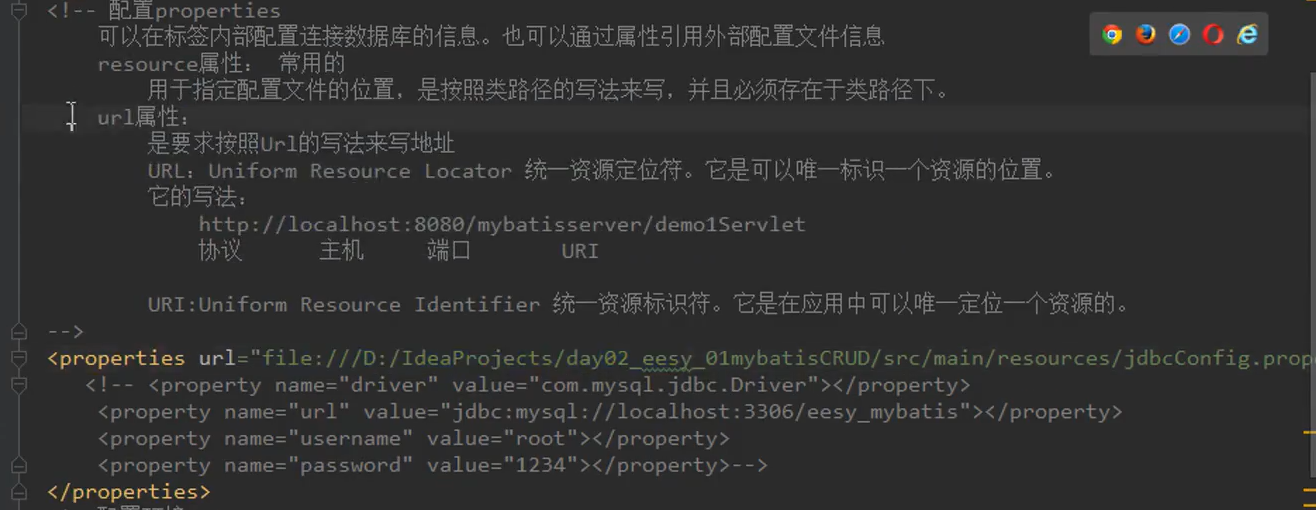 <!-- 配置properties
可以在标签内部配置连接数据库的信息。也可以通过属性引用外部配置文件信息
resource属性： 常用的
用于指定配置文件的位置，是按照类路径的写法来写，并且必须存在于类路径下。
url属性：
是要求按照Url的写法来写地址
URL：Uniform Resource Locator 统一资源定位符。它是可以唯一标识一个资源的位置。
它的写法：
http://localhost:8080/mybatisserver/demo1Servlet
协议 主机 端口 URI
URI:Uniform Resource Identifier 统一资源标识符。它是在应用中可以唯一定位一个资源的。
-->
<properties url="file:///D:/IdeaProjects/day02_eesy_01mybatisCRUD/src/main/resources/jdbcConfig.prop
<!-- <property name="driver" value="com.mysql.jdbc.Driver"></property>
<property name="url" value="jdbc:mysql://localhost:3306/eesy_mybatis"></property>
<property name="username" value="root"></property>
<property name="password" value="1234"></property>-->
</properties>